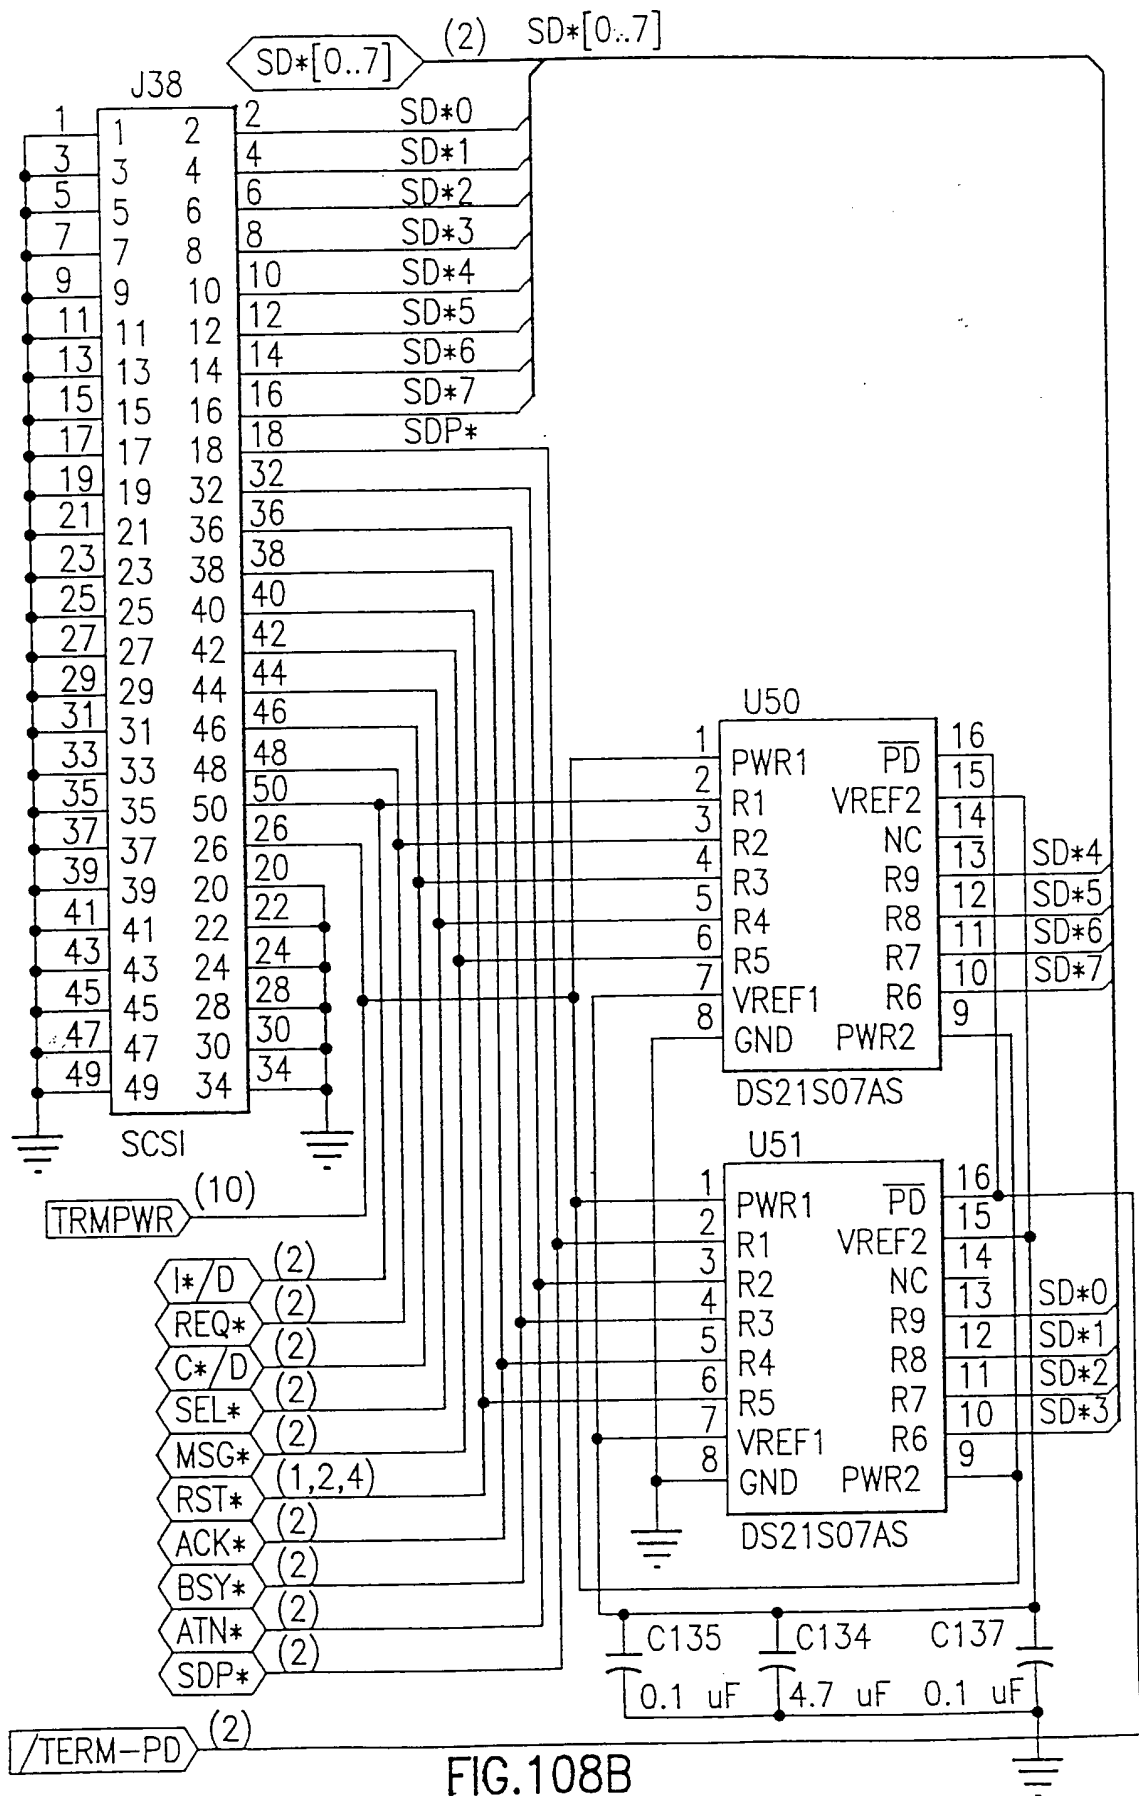 SD*[0..7] (2) SD*[0..7]
J38
1 1 2 2 SD*0
3 3 4 4 SD*1
5 5 6 6 SD*2
7 7 8 8 SD*3
9 9 10 10 SD*4
11 11 12 12 SD*5
13 13 14 14 SD*6
15 15 16 16 SD*7
17 17 18 18 SDP*
19 19 32 32
21 21 36 36
23 23 38 38
25 25 40 40
27 27 42 42
29 29 44 44
31 31 46 46
33 33 48 48
35 35 50 50
37 37 26 26
39 39 20 20
41 41 22 22
43 43 24 24
45 45 28 28
47 47 30 30
49 49 34 34
SCSI
U50
1 PWR1 PD 16
2 R1 VREF2 15
3 R2 NC 14
4 R3 R9 13 SD*4
5 R4 R8 12 SD*5
6 R5 R7 11 SD*6
7 VREF1 R6 10 SD*7
8 GND PWR2 9
DS21S07AS
U51
1 PWR1 PD 16
2 R1 VREF2 15
3 R2 NC 14
4 R3 R9 13 SD*0
5 R4 R8 12 SD*1
6 R5 R7 11 SD*2
7 VREF1 R6 10 SD*3
8 GND PWR2 9
DS21S07AS
TRMPWR (10)
I*/D (2)
REQ* (2)
C*/D (2)
SEL* (2)
MSG* (2)
RST* (1,2,4)
ACK* (2)
BSY* (2)
ATN* (2)
SDP* (2)
C135 C134 C137
0.1 uF 4.7 uF 0.1 uF
/TERM-PD (2)
FIG.108B